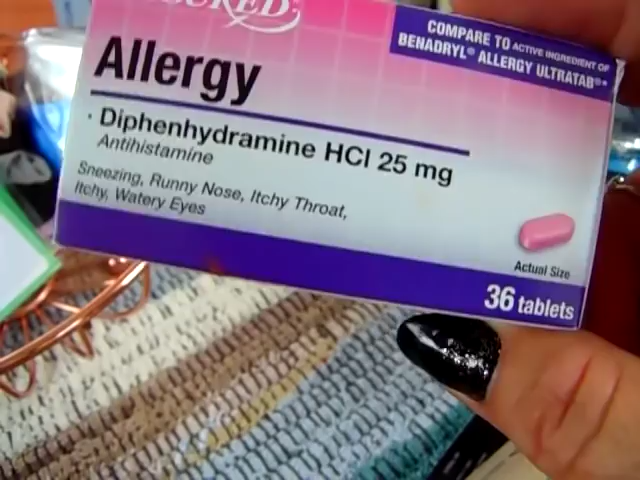 COMPARE TO ACTIVE INGREDIENT OF
BENADRYL® ALLERGY ULTRATAB®*
Allergy
· Diphenhydramine HCl 25 mg
Antihistamine
Sneezing, Runny Nose, Itchy Throat,
Itchy, Watery Eyes
Actual Size
36 tablets